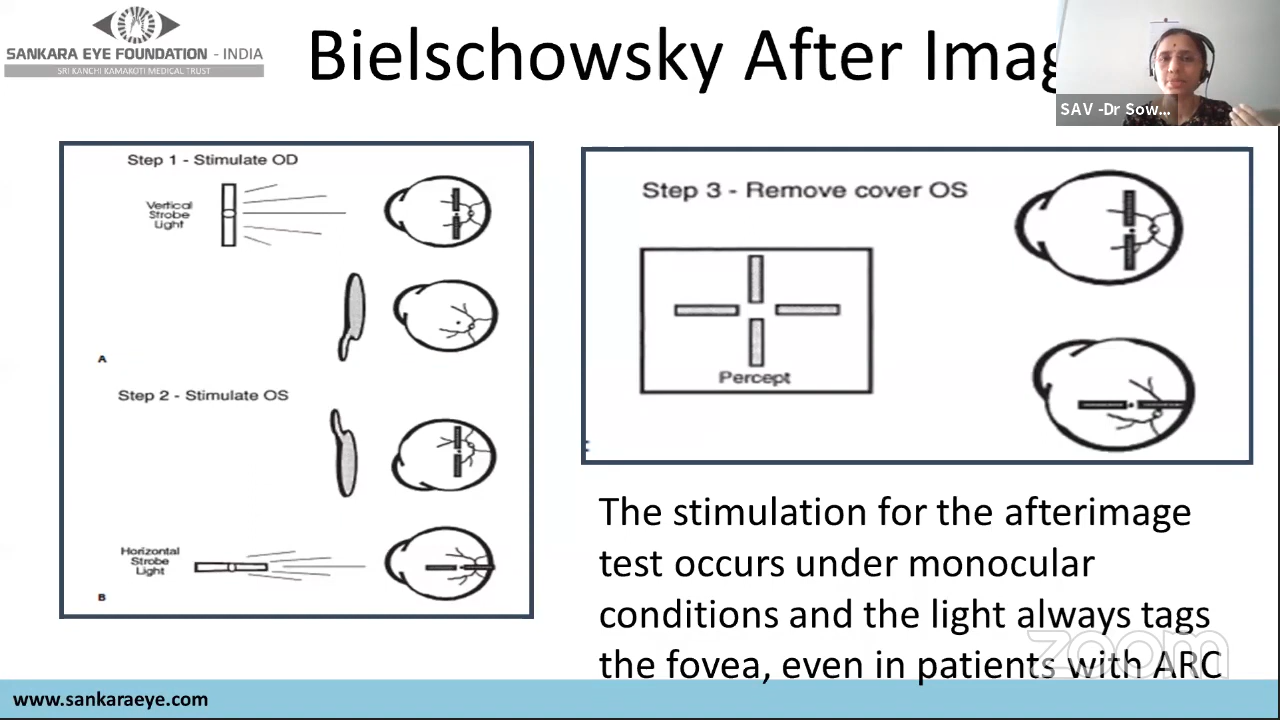 SANKARA EYE FOUNDATION - INDIA
SRI KANCHI KAMAKOTI MEDICAL TRUST
Bielschowsky After Imag
SAV -Dr Sow...
Step 1 - Stimulate OD
Vertical
Strobe
Light
A
Step 2 - Stimulate OS
Horizontal
Strobe
Light
B
Step 3 - Remove cover OS
Percept
The stimulation for the afterimage
test occurs under monocular
conditions and the light always tags
the fovea, even in patients with ARC
zoom
www.sankaraeye.com